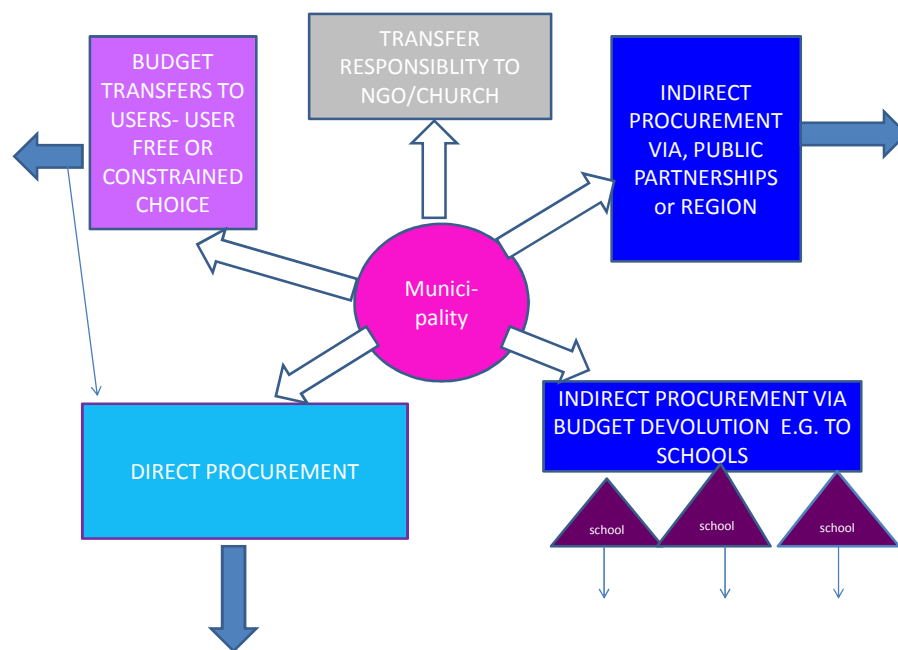 BUDGET
TRANSFERS TO
USERS- USER
FREE OR
CONSTRAINED
CHOICE
TRANSFER
RESPONSIBLITY TO
NGO/CHURCH
INDIRECT
PROCUREMENT
VIA, PUBLIC
PARTNERSHIPS
or REGION
Munici-
pality
DIRECT PROCUREMENT
INDIRECT PROCUREMENT VIA
BUDGET DEVOLUTION E.G. TO
SCHOOLS
school
school
school